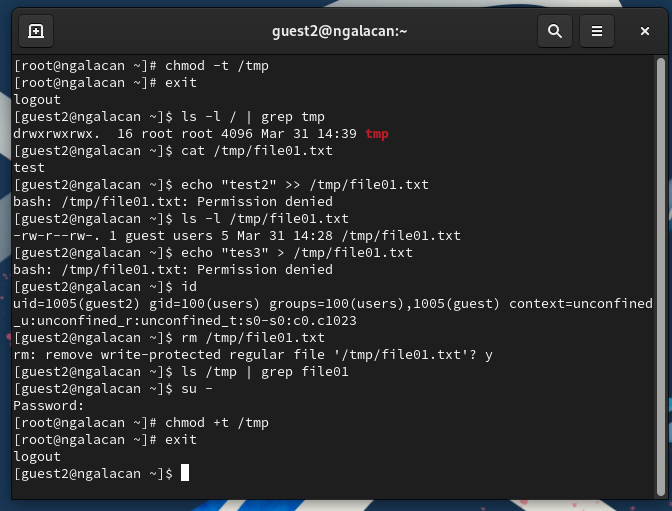 guest2@ngalacan:~
[root@ngalacan ~]# chmod -t /tmp
[root@ngalacan ~]# exit
logout
[guest2@ngalacan ~]$ ls -l / | grep tmp
drwxrwxrwx.  16 root root 4096 Mar 31 14:39 tmp
[guest2@ngalacan ~]$ cat /tmp/file01.txt
test
[guest2@ngalacan ~]$ echo "test2" >> /tmp/file01.txt
bash: /tmp/file01.txt: Permission denied
[guest2@ngalacan ~]$ ls -l /tmp/file01.txt
-rw-r--rw-. 1 guest users 5 Mar 31 14:28 /tmp/file01.txt
[guest2@ngalacan ~]$ echo "tes3" > /tmp/file01.txt
bash: /tmp/file01.txt: Permission denied
[guest2@ngalacan ~]$ id
uid=1005(guest2) gid=100(users) groups=100(users),1005(guest) context=unconfined
_u:unconfined_r:unconfined_t:s0-s0:c0.c1023
[guest2@ngalacan ~]$ rm /tmp/file01.txt
rm: remove write-protected regular file '/tmp/file01.txt'? y
[guest2@ngalacan ~]$ ls /tmp | grep file01
[guest2@ngalacan ~]$ su -
Password:
[root@ngalacan ~]# chmod +t /tmp
[root@ngalacan ~]# exit
logout
[guest2@ngalacan ~]$